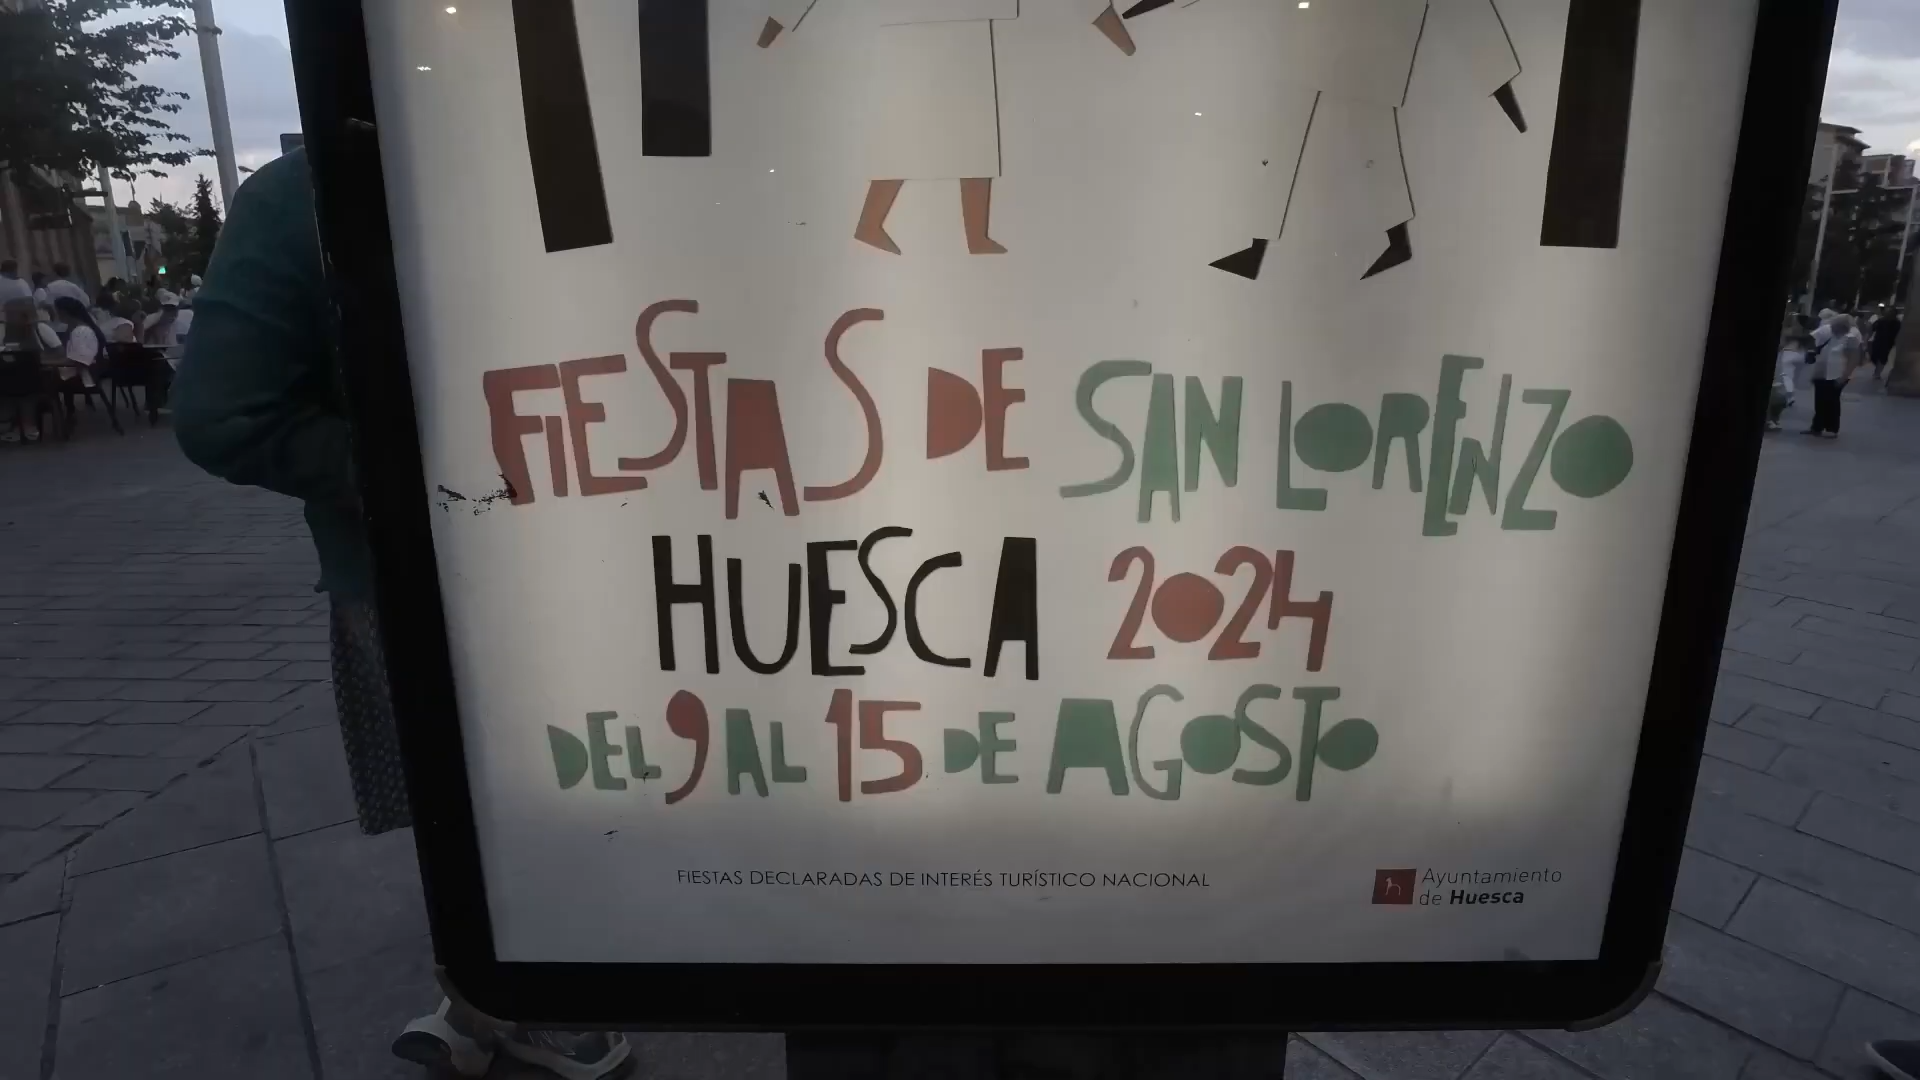 FIESTAS DE SAN LORENZO
HUESCA 2024
DEL 9 AL 15 DE AGOSTO
FIESTAS DECLARADAS DE INTERÉS TURÍSTICO NACIONAL
Ayuntamiento
de Huesca